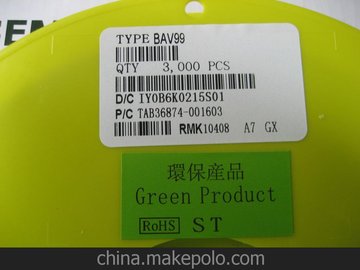 TYPE BAV99
QTY 3,000 PCS
D/C IY0B6K0215S01
P/C TAB36874-001603
RMK10408 A7 GX
環保產品
Green Product
RoHS ST
china.makepolo.com